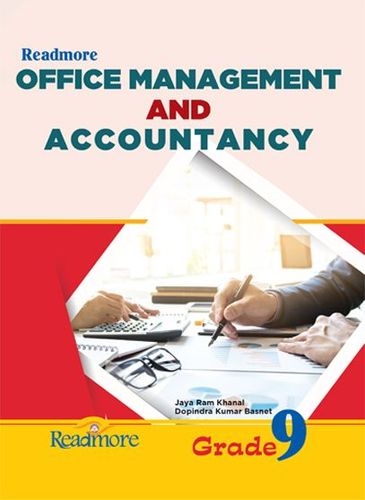 Readmore
OFFICE MANAGEMENT
AND
ACCOUNTANCY
Jaya Ram Khanal
Dopindra Kumar Basnet
Readmore
Grade 9